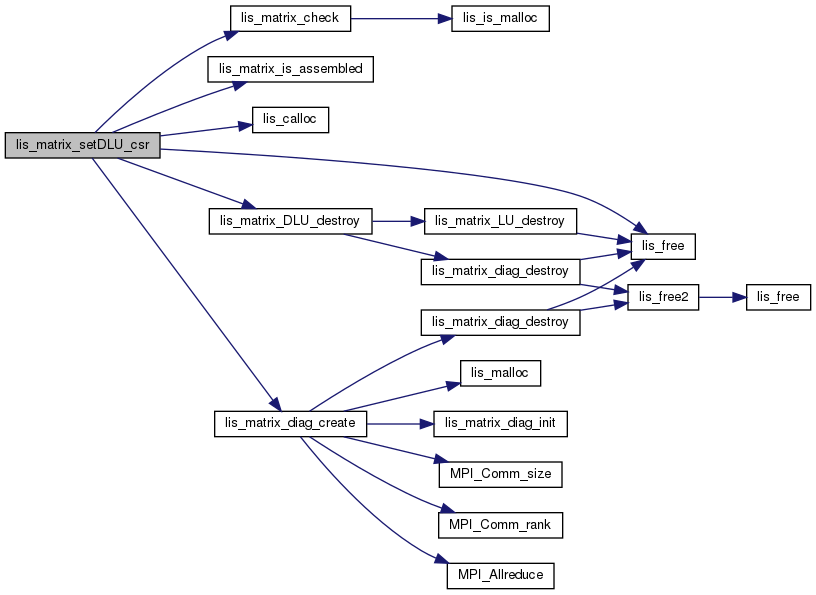 lis_matrix_check
lis_is_malloc
lis_matrix_is_assembled
lis_calloc
lis_matrix_setDLU_csr
lis_matrix_DLU_destroy
lis_matrix_LU_destroy
lis_free
lis_matrix_diag_destroy
lis_free2
lis_free
lis_matrix_diag_destroy
lis_malloc
lis_matrix_diag_create
lis_matrix_diag_init
MPI_Comm_size
MPI_Comm_rank
MPI_Allreduce